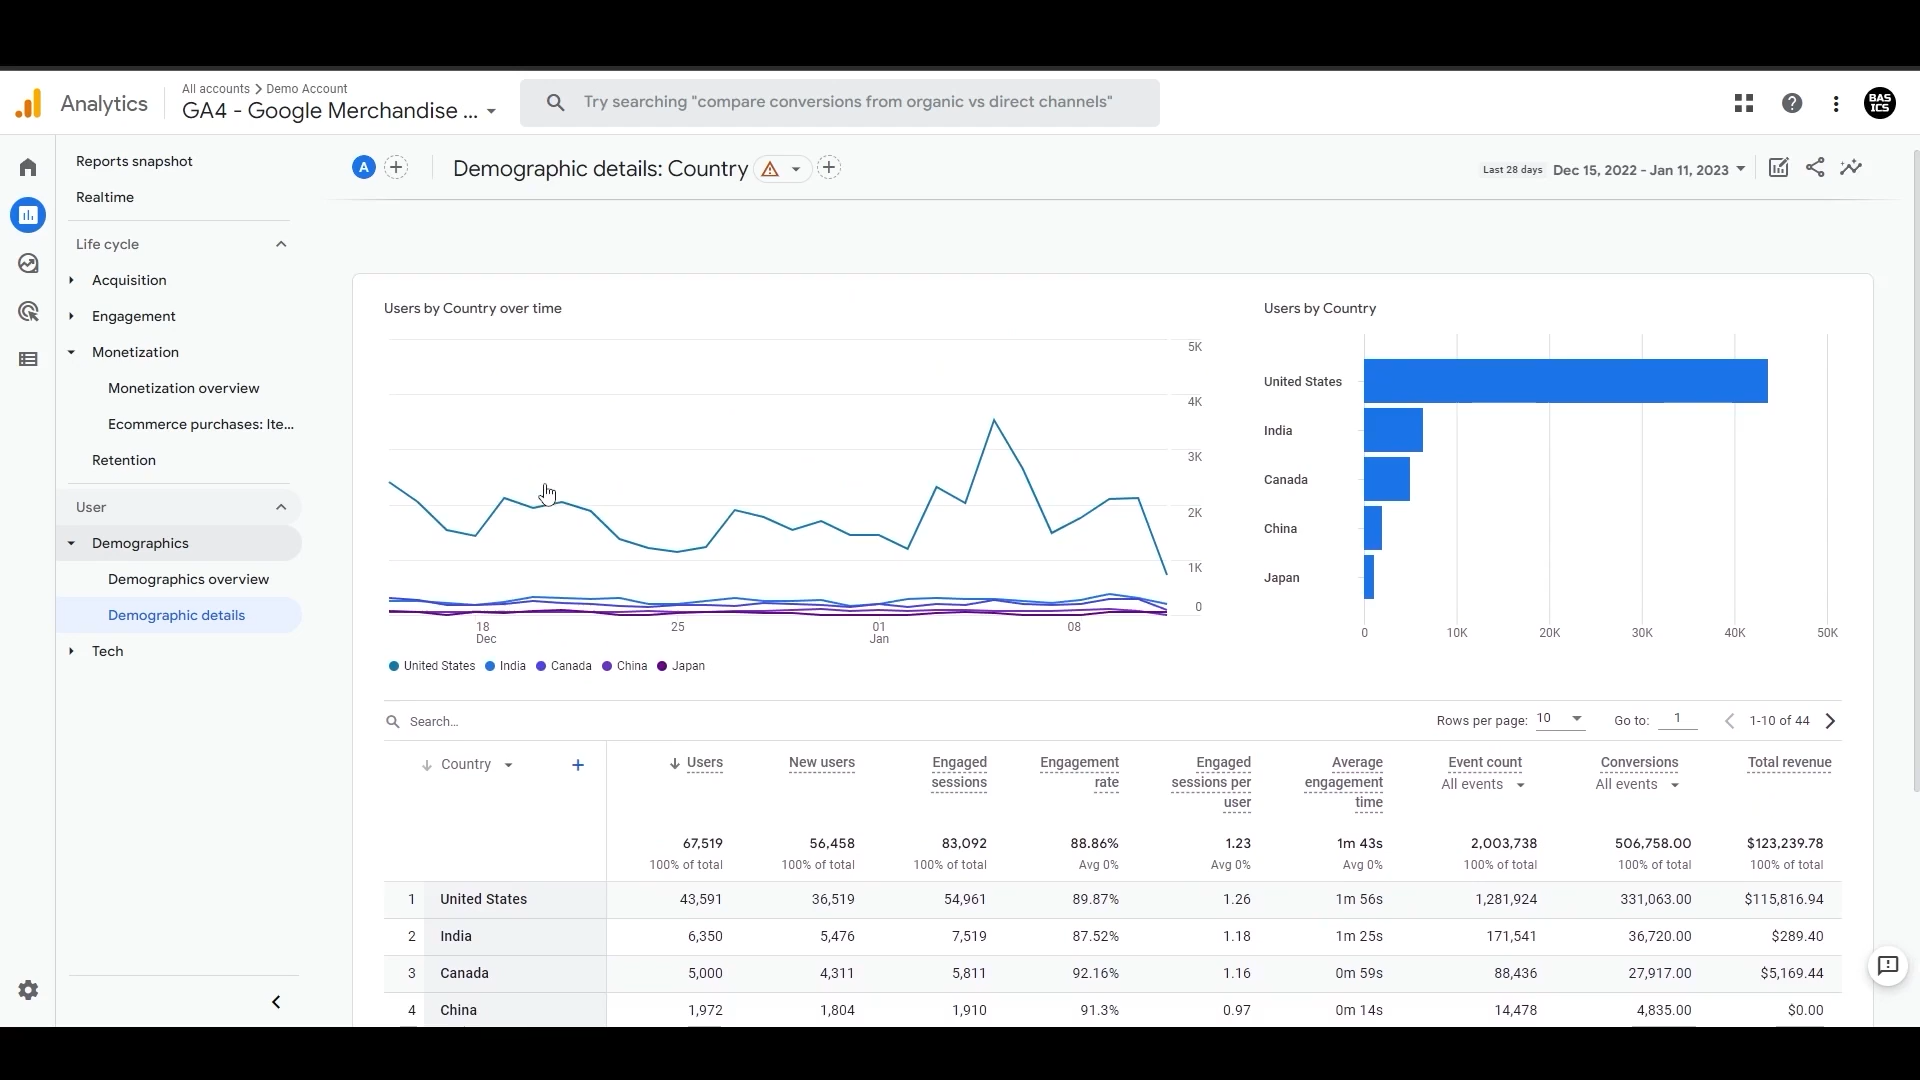 All accounts > Demo Account
Analytics
GA4 - Google Merchandise ...
Try searching "compare conversions from organic vs direct channels"
BAS
ICS
Reports snapshot
Realtime
Life cycle
Acquisition
Engagement
Monetization
Monetization overview
Ecommerce purchases: Ite...
Retention
User
Demographics
Demographics overview
Demographic details
Tech
A
Demographic details: Country
Last 28 days Dec 15, 2022 - Jan 11, 2023
Users by Country over time
5K
4K
3K
2K
1K
0
18
Dec
25
01
Jan
08
United States India Canada China Japan
Users by Country
United States
India
Canada
China
Japan
0 10K 20K 30K 40K 50K
Search...
Rows per page: 10 Go to: 1 1-10 of 44
Country Users New users Engaged sessions Engagement rate Engaged sessions per user Average engagement time Event count All events Conversions All events Total revenue
67,519 56,458 83,092 88.86% 1.23 1m 43s 2,003,738 506,758.00 $123,239.78
100% of total 100% of total 100% of total Avg 0% Avg 0% Avg 0% 100% of total 100% of total 100% of total
1 United States 43,591 36,519 54,961 89.87% 1.26 1m 56s 1,281,924 331,063.00 $115,816.94
2 India 6,350 5,476 7,519 87.52% 1.18 1m 25s 171,541 36,720.00 $289.40
3 Canada 5,000 4,311 5,811 92.16% 1.16 0m 59s 88,436 27,917.00 $5,169.44
4 China 1,972 1,804 1,910 91.3% 0.97 0m 14s 14,478 4,835.00 $0.00